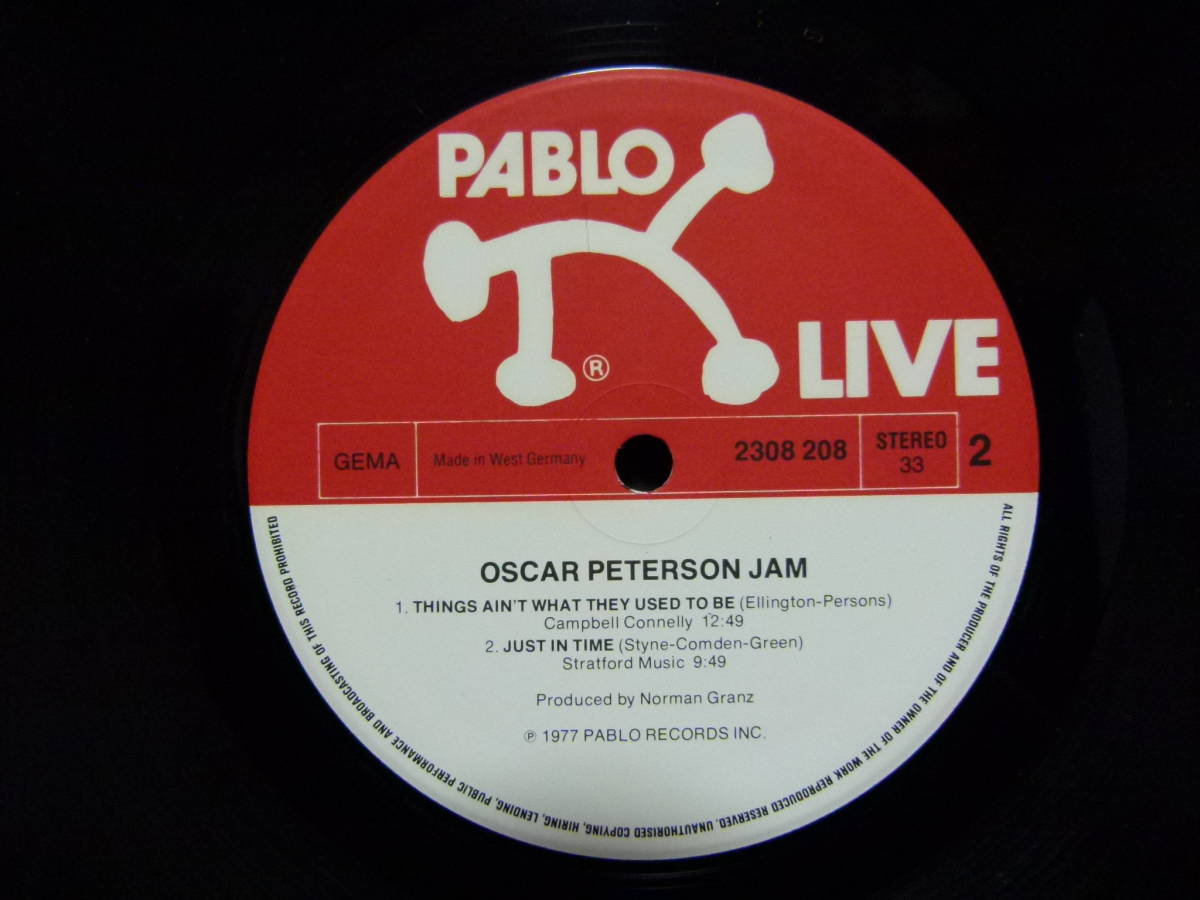 PABLO
LIVE
®
GEMA
Made in West Germany
2308 208
STEREO
33
2
OSCAR PETERSON JAM
1. THINGS AIN'T WHAT THEY USED TO BE (Ellington-Persons)
Campbell Connelly 12:49
2. JUST IN TIME (Styne-Comden-Green)
Stratford Music 9:49
Produced by Norman Granz
℗ 1977 PABLO RECORDS INC.
ALL RIGHTS OF THE PRODUCER AND OF THE OWNER OF THE WORK REPRODUCED RESERVED. UNAUTHORISED COPYING, HIRING, LENDING, PUBLIC PERFORMANCE AND BROADCASTING OF THIS RECORD PROHIBITED